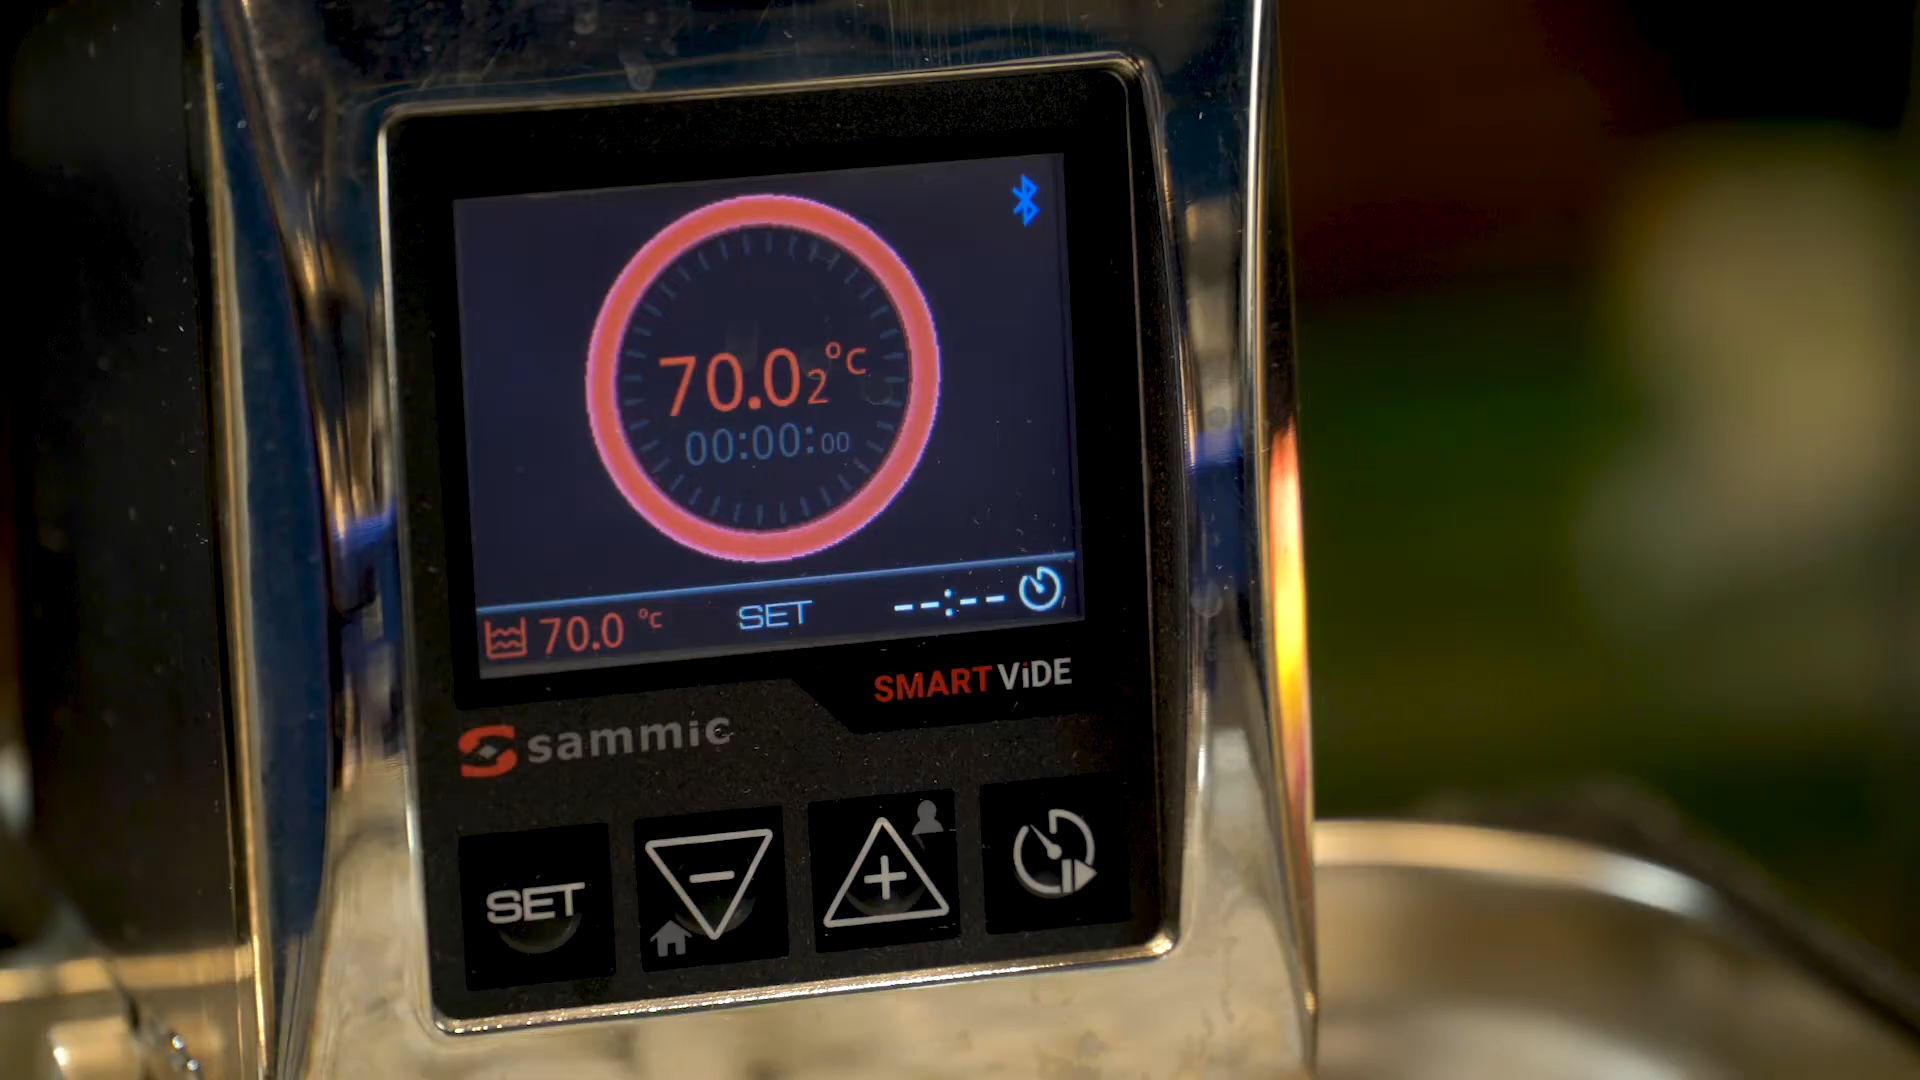 70.02°C
00:00:00
70.0 °C SET --:--
SMART ViDE
sammic
SET − +